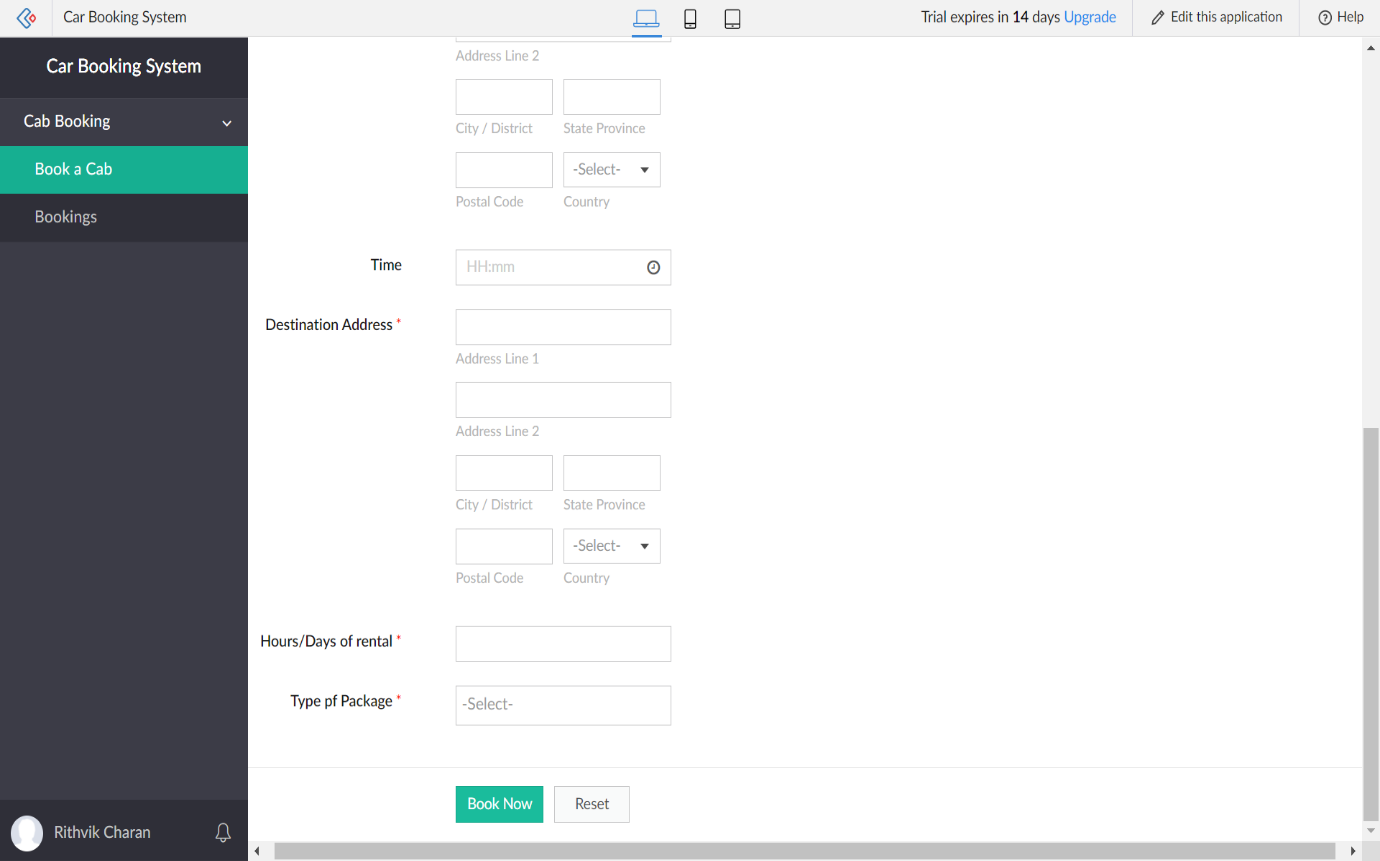 Car Booking System
Trial expires in 14 days Upgrade
Edit this application
Help
Car Booking System
Cab Booking
Book a Cab
Bookings
Rithvik Charan
Address Line 2
City / District State Province
-Select-
Postal Code Country
Time HH:mm
Destination Address *
Address Line 1
Address Line 2
City / District State Province
-Select-
Postal Code Country
Hours/Days of rental *
Type pf Package * -Select-
Book Now Reset